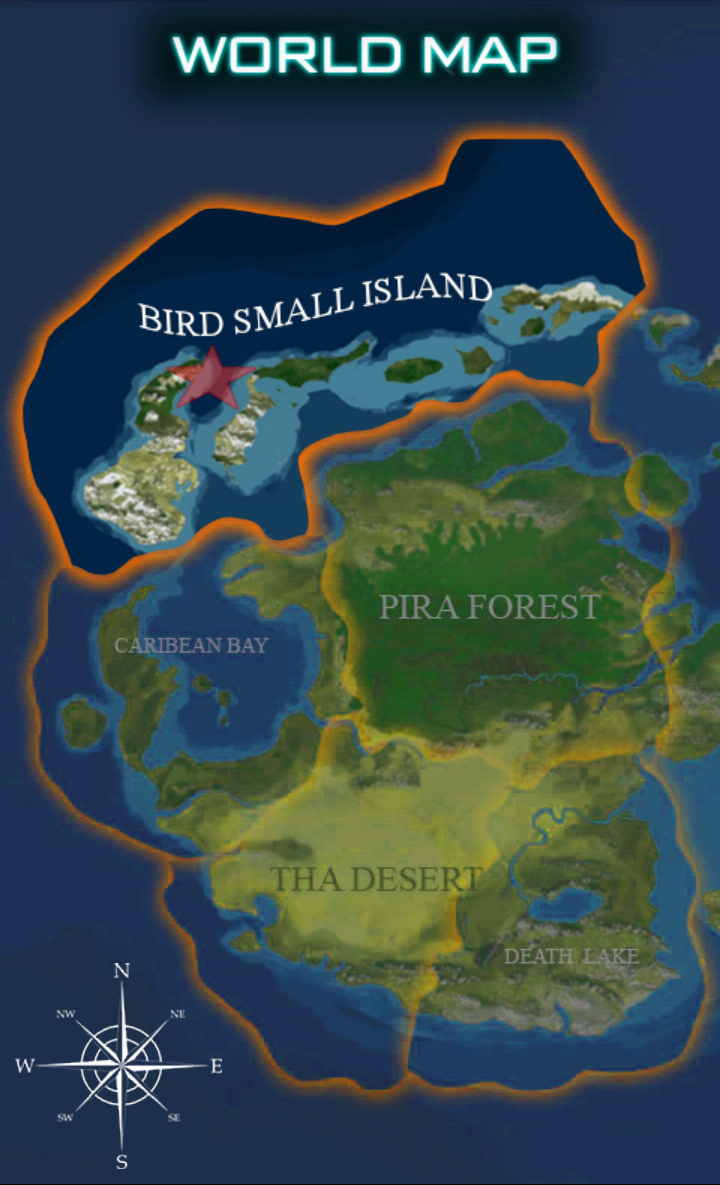 WORLD MAP
BIRD SMALL ISLAND
PIRA FOREST
CARIBEAN BAY
THA DESERT
DEATH LAKE
N
NW NE
W E
SW SE
S